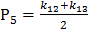 P₅ = (k₁₂ + k₁₃)/2